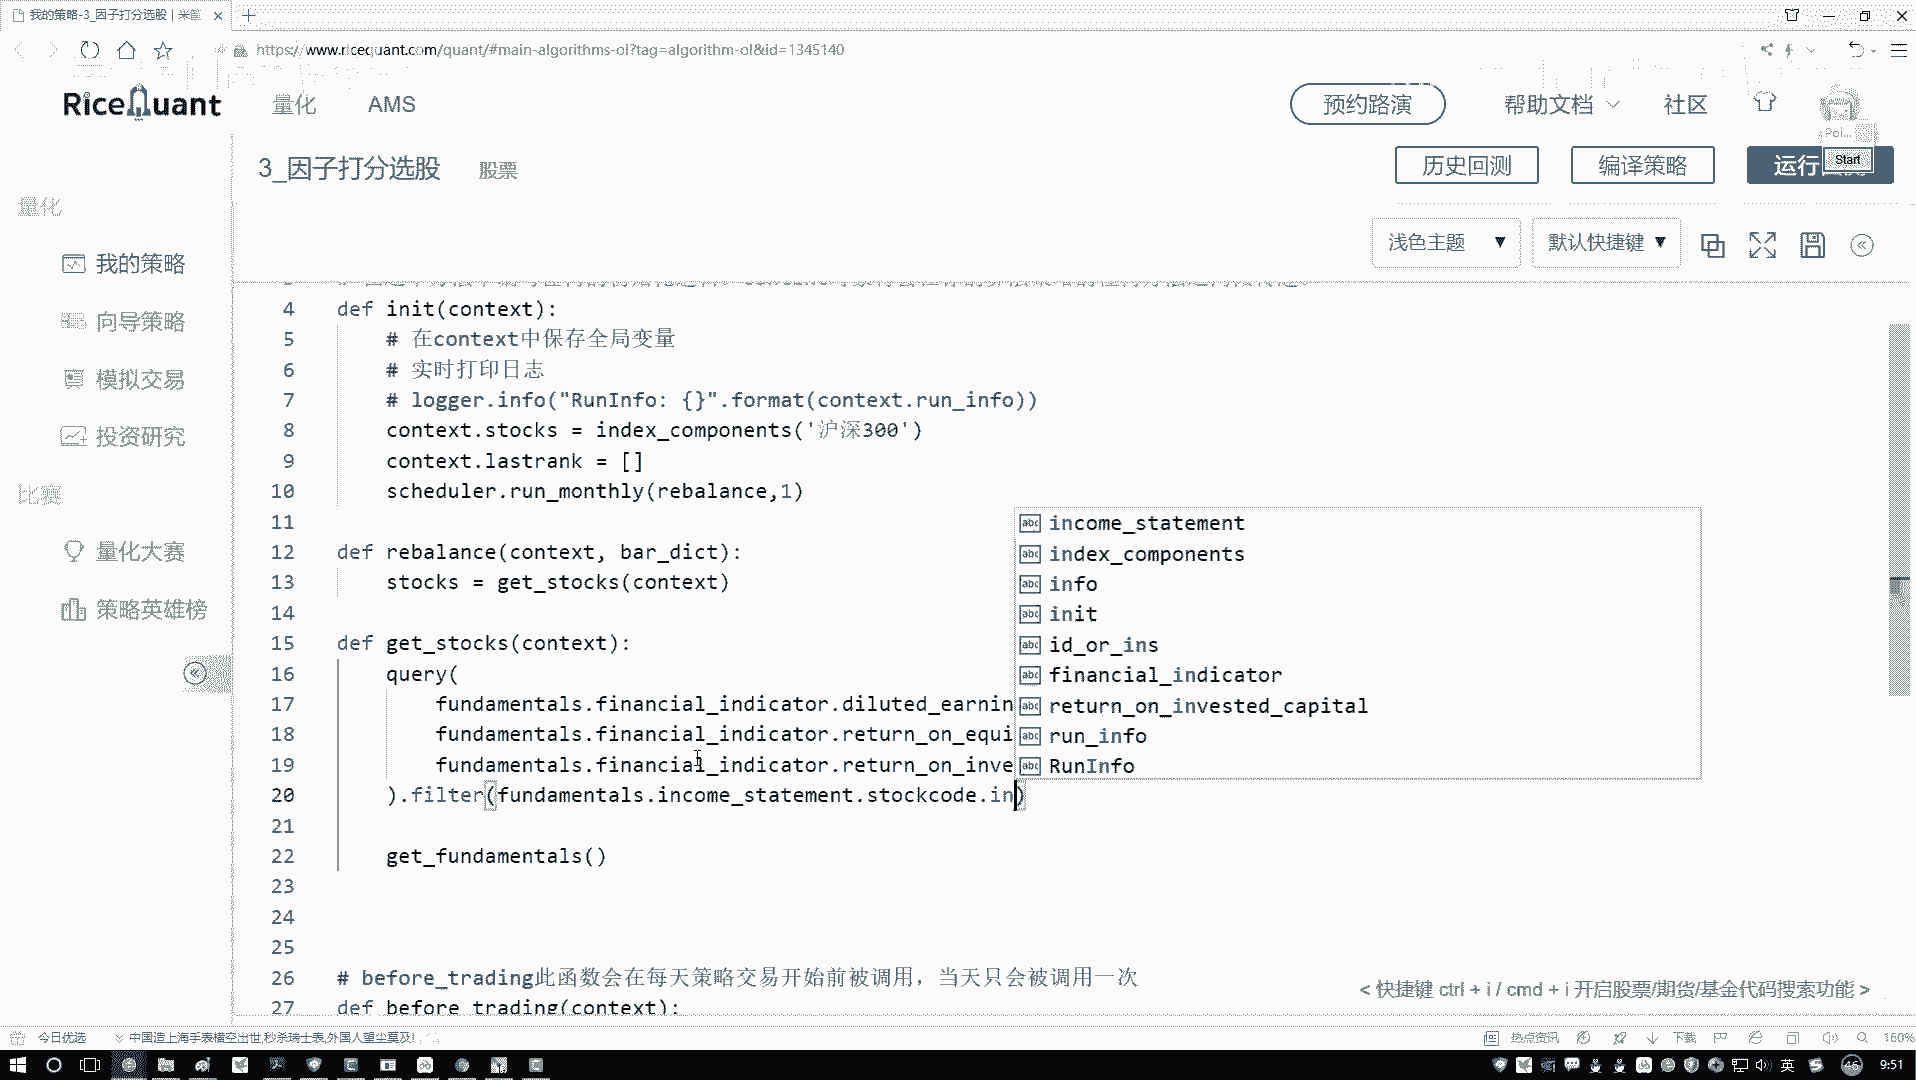 我的策略-3_因子打分选股 | 米筐
https://www.ricequant.com/quant/#main-algorithms-ol?tag=algorithm-ol&id=1345140
RiceQuant
量化
AMS
预约路演
帮助文档
社区
Poi...
Start
3_因子打分选股
股票
历史回测
编译策略
运行
量化
我的策略
向导策略
模拟交易
投资研究
比赛
量化大赛
策略英雄榜
浅色主题
默认快捷键
4 def init(context):
5 # 在context中保存全局变量
6 # 实时打印日志
7 # logger.info("RunInfo: {}".format(context.run_info))
8 context.stocks = index_components('沪深300')
9 context.lastrank = []
10 scheduler.run_monthly(rebalance,1)
11
12 def rebalance(context, bar_dict):
13 stocks = get_stocks(context)
14
15 def get_stocks(context):
16 query(
17 fundamentals.financial_indicator.diluted_earnin
18 fundamentals.financial_indicator.return_on_equi
19 fundamentals.financial_indicator.return_on_inve
20 ).filter(fundamentals.income_statement.stockcode.in)
21
22 get_fundamentals()
23
24
25
26 # before_trading此函数会在每天策略交易开始前被调用，当天只会被调用一次
27 def before_trading(context):
income_statement
index_components
info
init
id_or_ins
financial_indicator
return_on_invested_capital
run_info
RunInfo
< 快捷键 ctrl + i / cmd + i 开启股票/期货/基金代码搜索功能 >
今日优选
中国造上海手表横空出世,秒杀瑞士表,外国人望尘莫及!
热点资讯
下载
160%
英
46
9:51